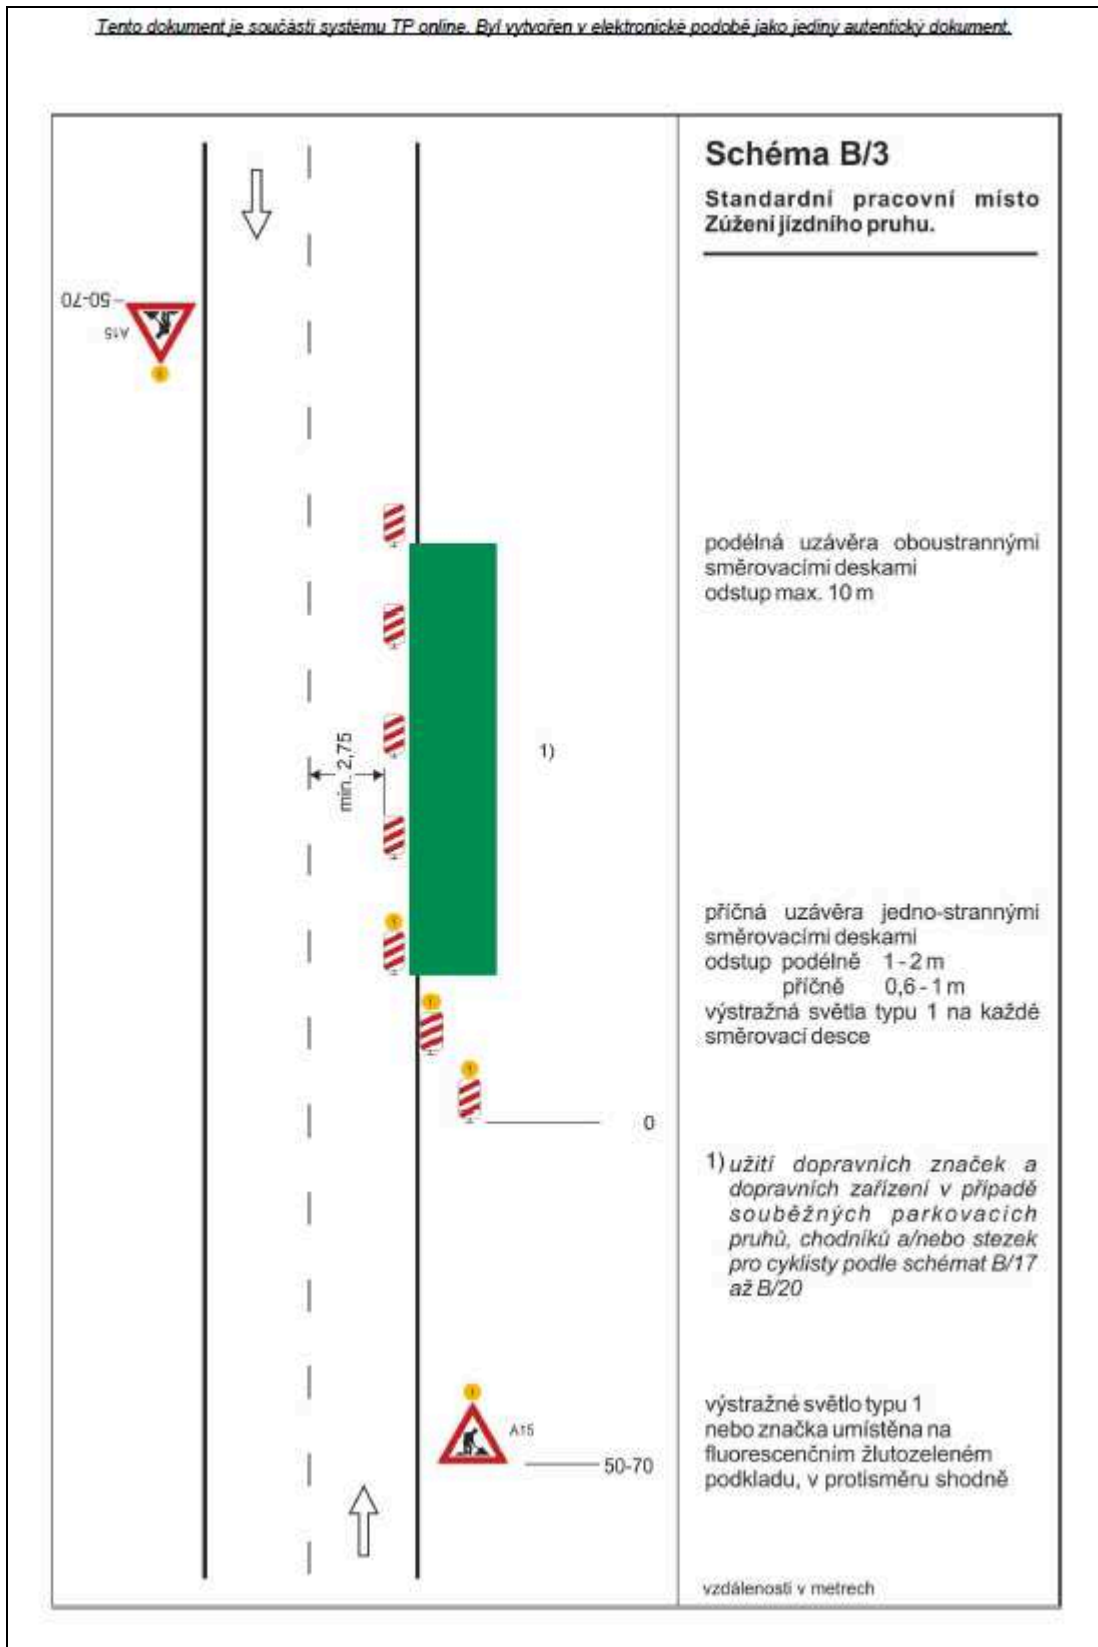 Tento dokument je součástí systému TP online. Byl vytvořen v elektronické podobě jako jediný autentický dokument.
Schéma B/3
Standardní pracovní místo
Zúžení jízdního pruhu.
50-70
A15
podélná uzávěra oboustrannými
směrovacími deskami
odstup max. 10 m
min. 2,75
1)
příčná uzávěra jedno-strannými
směrovacími deskami
odstup podélně 1 - 2 m
příčně 0,6 - 1 m
výstražná světla typu 1 na každé
směrovací desce
1
1
1
0
1) užití dopravních značek a
dopravních zařízení v případě
souběžných parkovacích
pruhů, chodníků a/nebo stezek
pro cyklisty podle schémat B/17
až B/20
1
A15
50-70
výstražné světlo typu 1
nebo značka umístěna na
fluorescenčním žlutozeleném
podkladu, v protisměru shodně
vzdálenosti v metrech